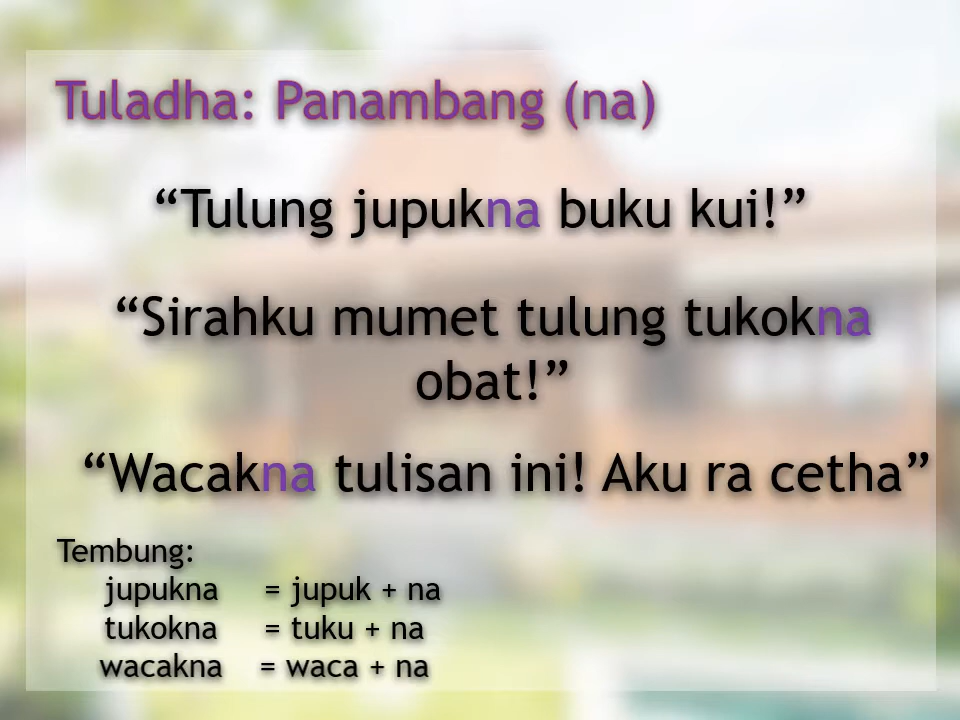 Tuladha: Panambang (na)
“Tulung jupukna buku kui!”
“Sirahku mumet tulung tukokna
obat!”
“Wacakna tulisan ini! Aku ra cetha”
Tembung:
jupukna = jupuk + na
tukokna = tuku + na
wacakna = waca + na